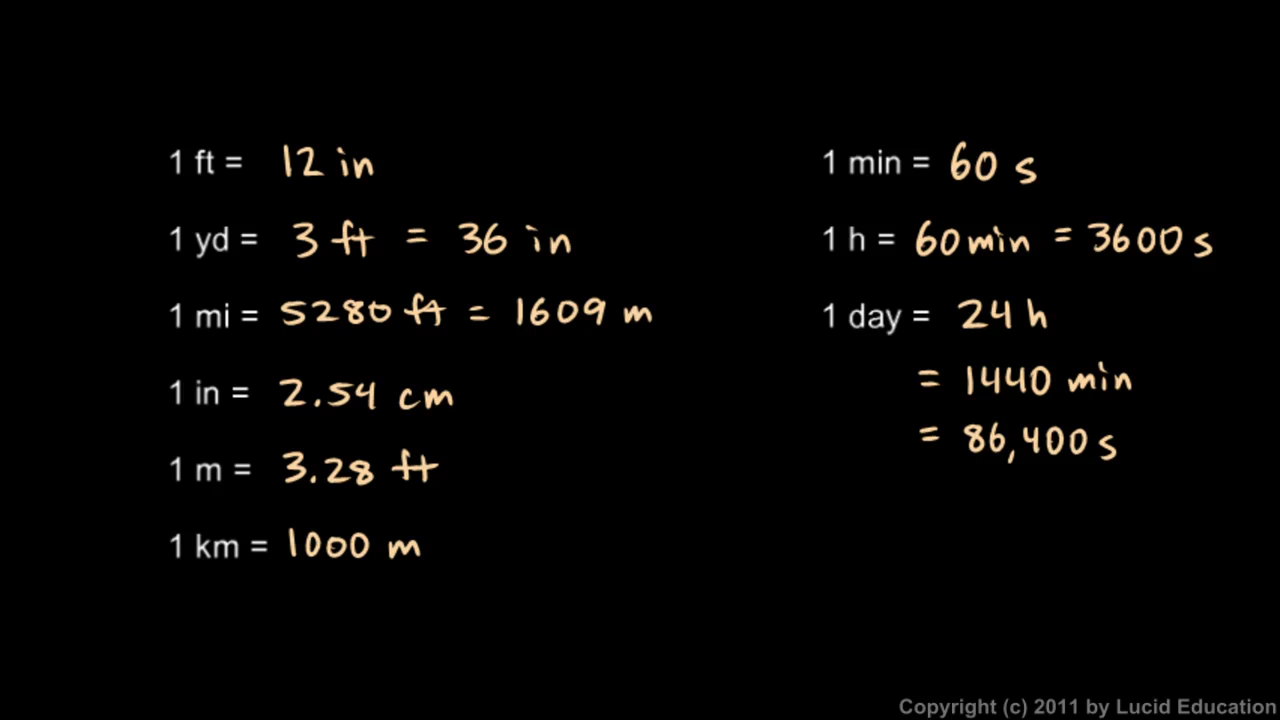 1 ft = 12 in
1 yd = 3 ft = 36 in
1 mi = 5280 ft = 1609 m
1 in = 2.54 cm
1 m = 3.28 ft
1 km = 1000 m
1 min = 60 s
1 h = 60 min = 3600 s
1 day = 24 h
= 1440 min
= 86,400 s
Copyright (c) 2011 by Lucid Education